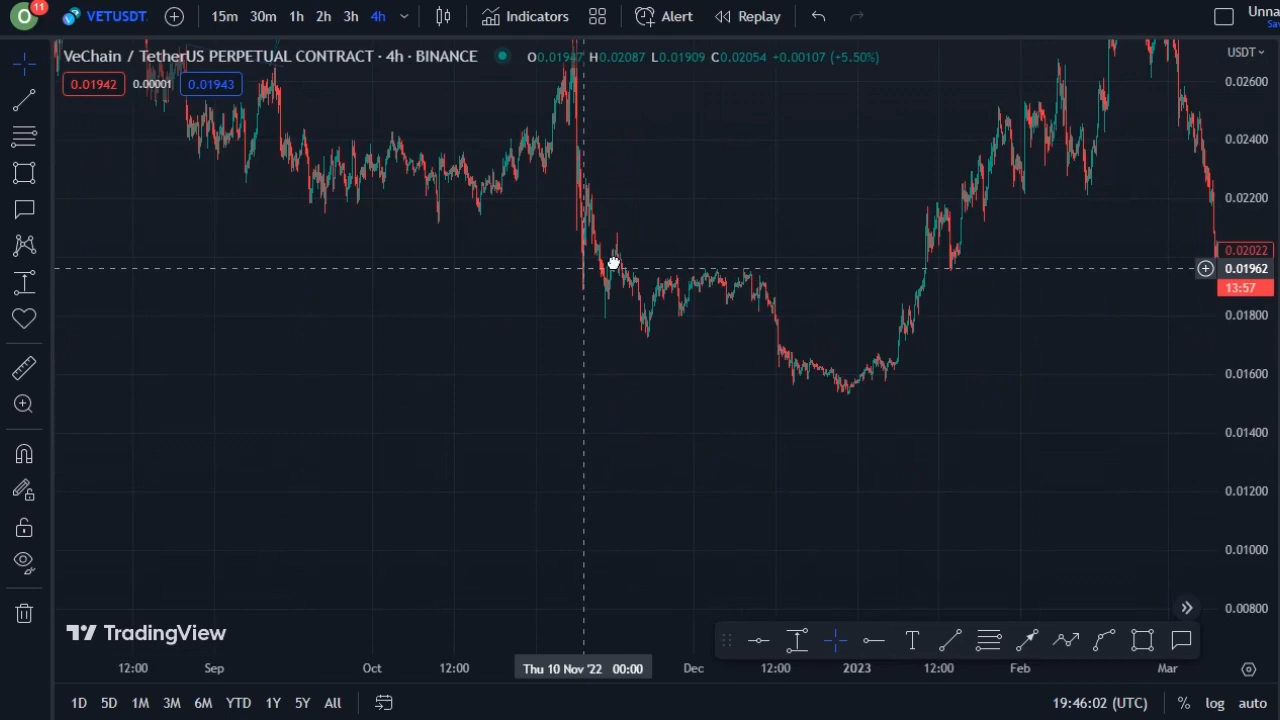 O 11 VETUSDT 15m 30m 1h 2h 3h 4h Indicators Alert Replay Unna
VeChain / TetherUS PERPETUAL CONTRACT · 4h · BINANCE O0.01947 H0.02087 L0.01909 C0.02054 +0.00107 (+5.50%) USDT
0.01942 0.00001 0.01943
0.02600
0.02400
0.02200
0.02022
0.01962
13:57
0.01800
0.01600
0.01400
0.01200
0.01000
0.00800
TradingView
T
12:00 Sep Oct 12:00 Thu 10 Nov '22 00:00 Dec 12:00 2023 12:00 Feb Mar
1D 5D 1M 3M 6M YTD 1Y 5Y All 19:46:02 (UTC) % log auto